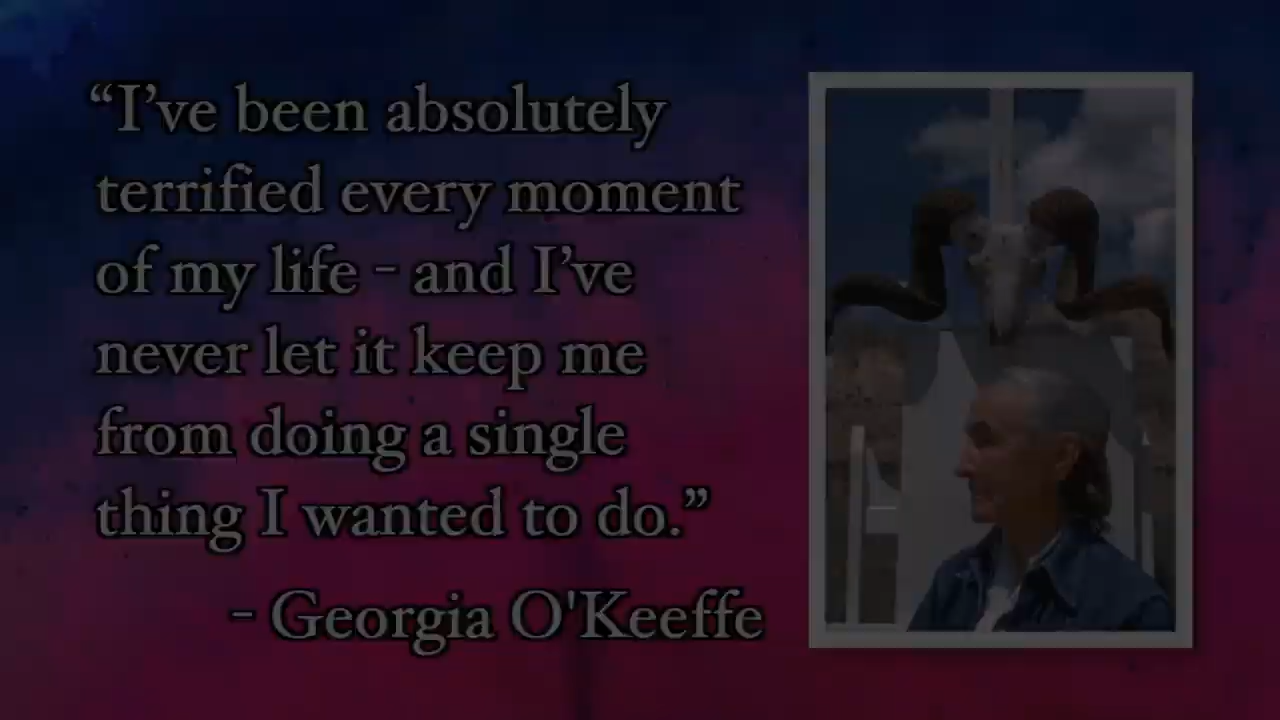 “I’ve been absolutely
terrified every moment
of my life - and I’ve
never let it keep me
from doing a single
thing I wanted to do.”
- Georgia O'Keeffe